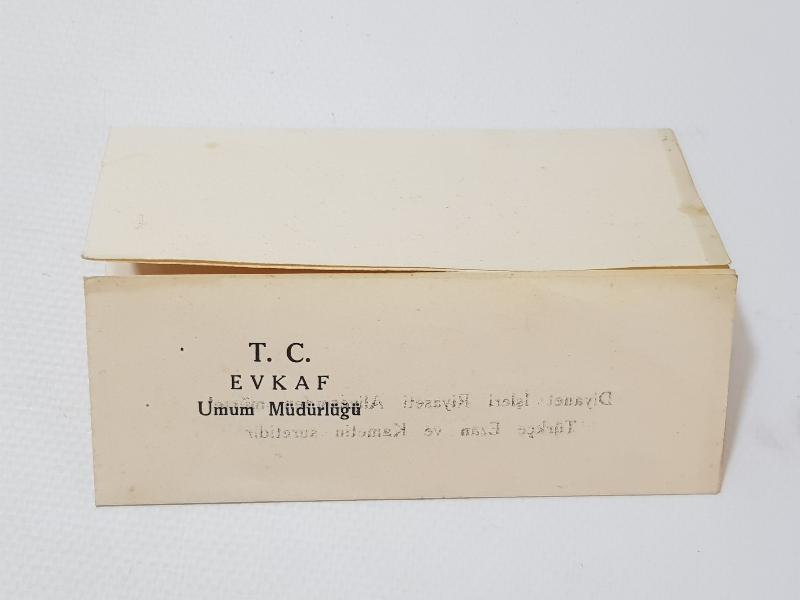 T. C.
EVKAF
Umum Müdürlüğü
Diyanet İşleri Riyaseti
Türkçe Ezan ve Kametin suretidir